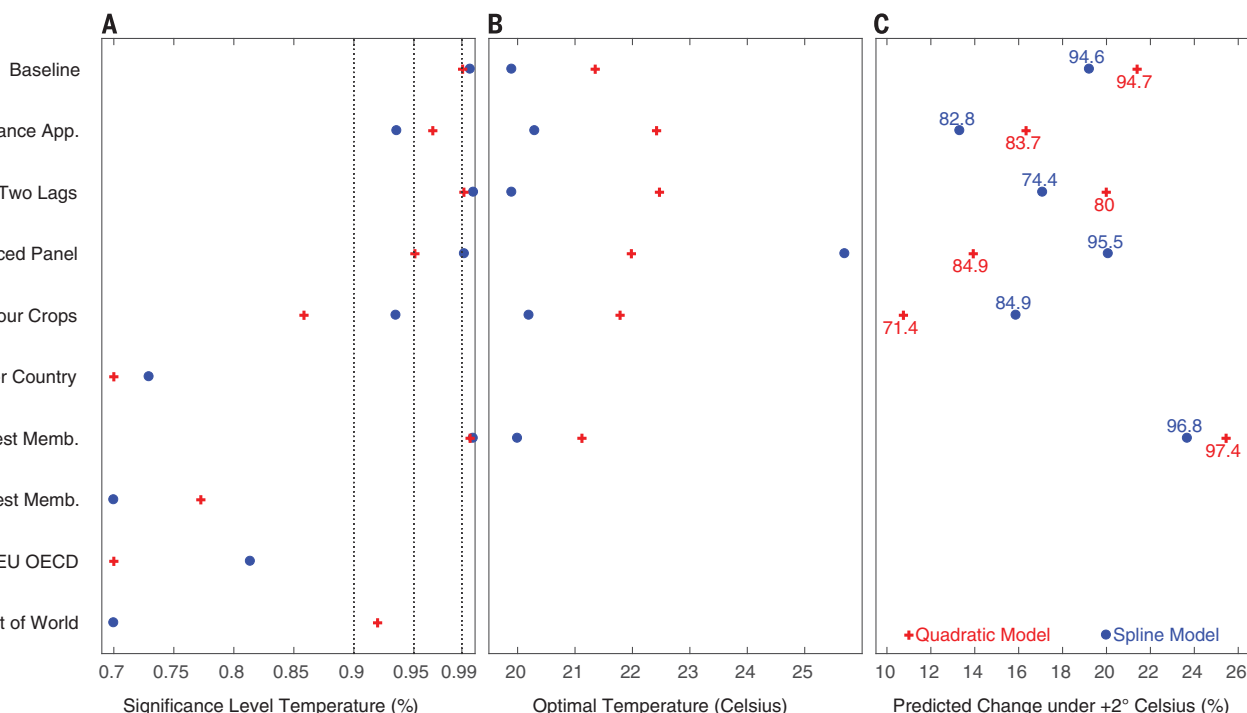 A
B
C
Baseline
94.6
94.7
ance App.
82.8
83.7
Two Lags
74.4
80
ced Panel
95.5
84.9
our Crops
84.9
71.4
r Country
est Memb.
96.8
97.4
est Memb.
EU OECD
t of World
Quadratic Model
Spline Model
0.7 0.75 0.8 0.85 0.9 0.95 0.99
20 21 22 23 24 25
10 12 14 16 18 20 22 24 26
Significance Level Temperature (%)
Optimal Temperature (Celsius)
Predicted Change under +2° Celsius (%)